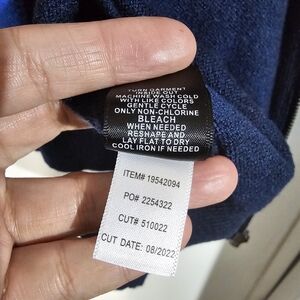 TURN GARMENT
INSIDE OUT
MACHINE WASH COLD
WITH LIKE COLORS
GENTLE CYCLE
ONLY NON-CHLORINE
BLEACH
WHEN NEEDED
RESHAPE AND
LAY FLAT TO DRY
COOL IRON IF NEEDED
ITEM# 19542094
PO# 2254322
CUT# 510022
CUT DATE: 08/2022